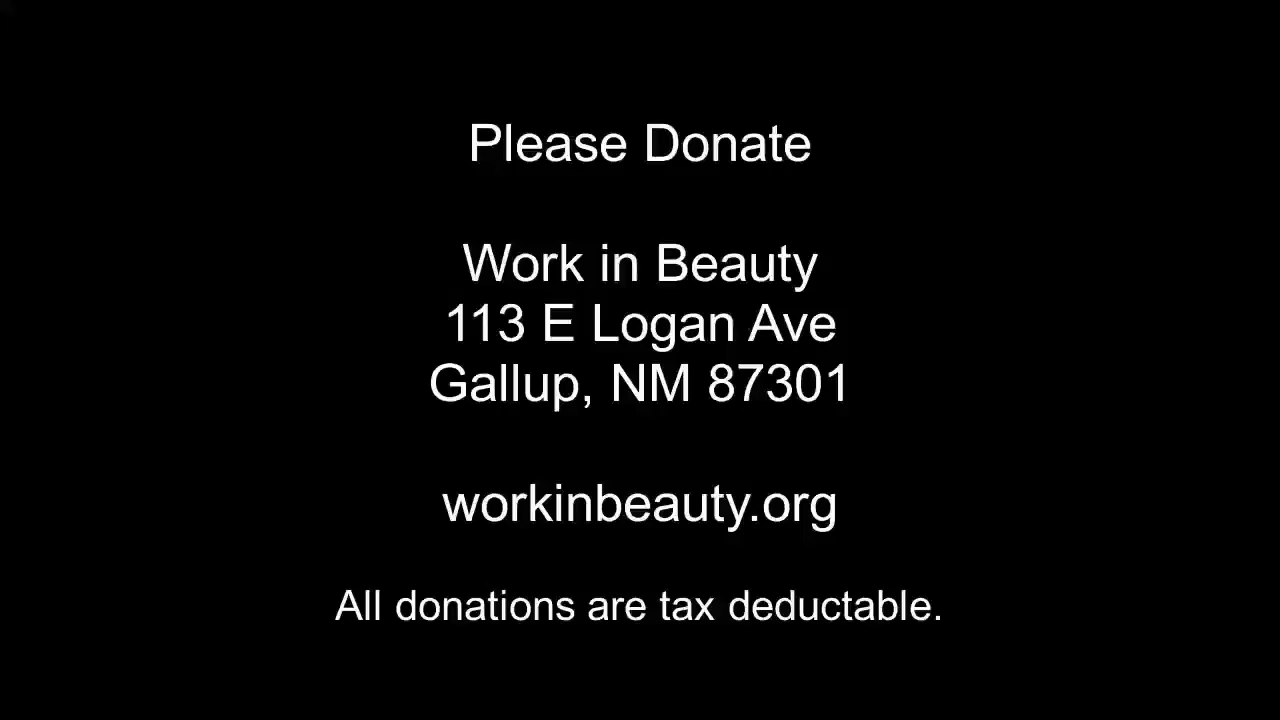 Please Donate
Work in Beauty
113 E Logan Ave
Gallup, NM 87301
workinbeauty.org
All donations are tax deductable.